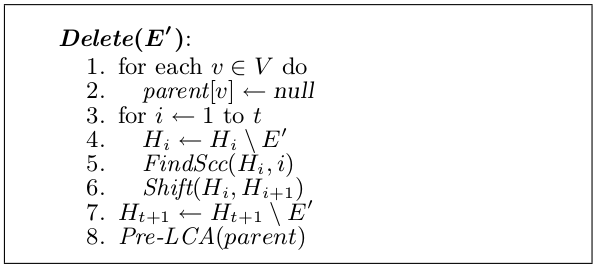 Delete(E′):
1. for each v ∈ V do
2. parent[v] ← null
3. for i ← 1 to t
4. H_i ← H_i \ E′
5. FindScc(H_i, i)
6. Shift(H_i, H_{i+1})
7. H_{t+1} ← H_{t+1} \ E′
8. Pre-LCA(parent)